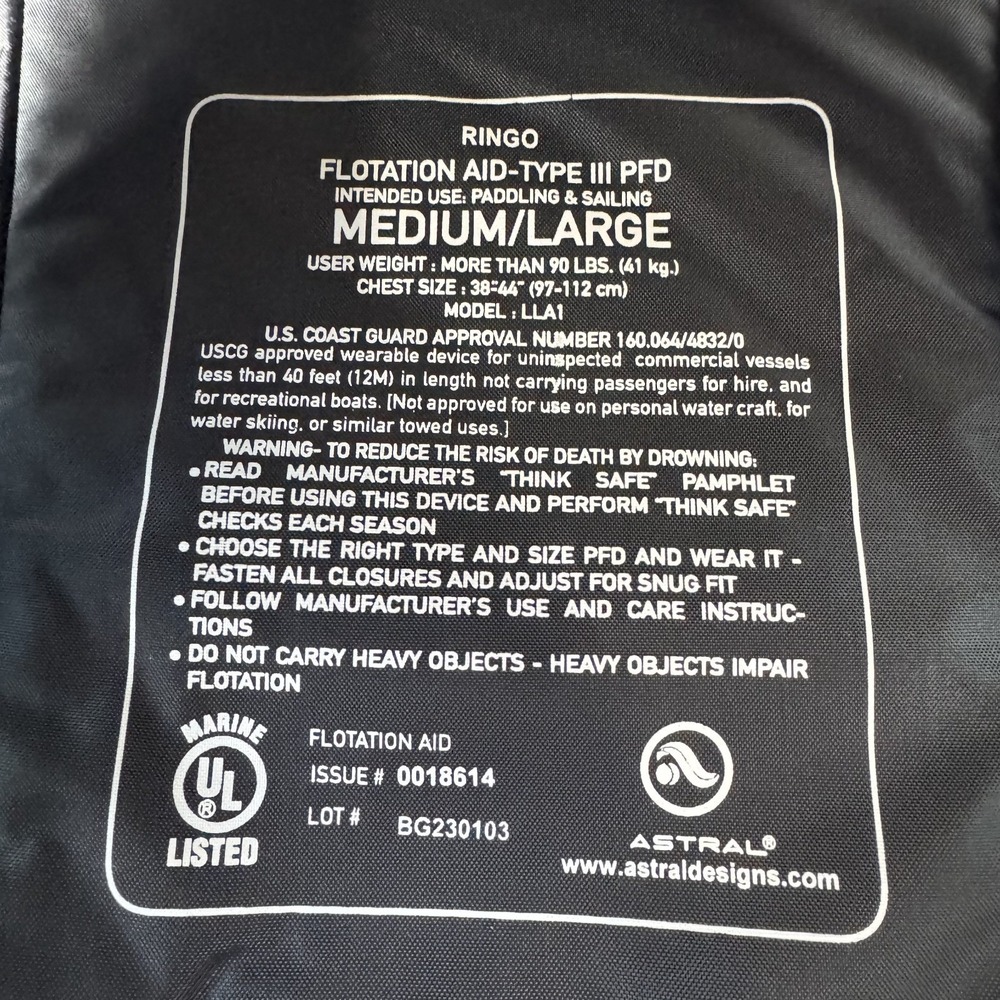 RINGO
FLOTATION AID-TYPE III PFD
INTENDED USE: PADDLING & SAILING
MEDIUM/LARGE
USER WEIGHT : MORE THAN 90 LBS. (41 kg.)
CHEST SIZE : 38"-44" (97-112 cm)
MODEL : LLA1
U.S. COAST GUARD APPROVAL NUMBER 160.064/4832/0
USCG approved wearable device for uninspected commercial vessels
less than 40 feet (12M) in length not carrying passengers for hire, and
for recreational boats. [Not approved for use on personal water craft, for
water skiing, or similar towed uses.]
WARNING- TO REDUCE THE RISK OF DEATH BY DROWNING:
• READ MANUFACTURER'S "THINK SAFE" PAMPHLET
BEFORE USING THIS DEVICE AND PERFORM "THINK SAFE"
CHECKS EACH SEASON
• CHOOSE THE RIGHT TYPE AND SIZE PFD AND WEAR IT -
FASTEN ALL CLOSURES AND ADJUST FOR SNUG FIT
• FOLLOW MANUFACTURER'S USE AND CARE INSTRUC-
TIONS
• DO NOT CARRY HEAVY OBJECTS - HEAVY OBJECTS IMPAIR
FLOTATION
MARINE
UL ®
LISTED
FLOTATION AID
ISSUE # 0018614
LOT # BG230103
ASTRAL®
www.astraldesigns.com